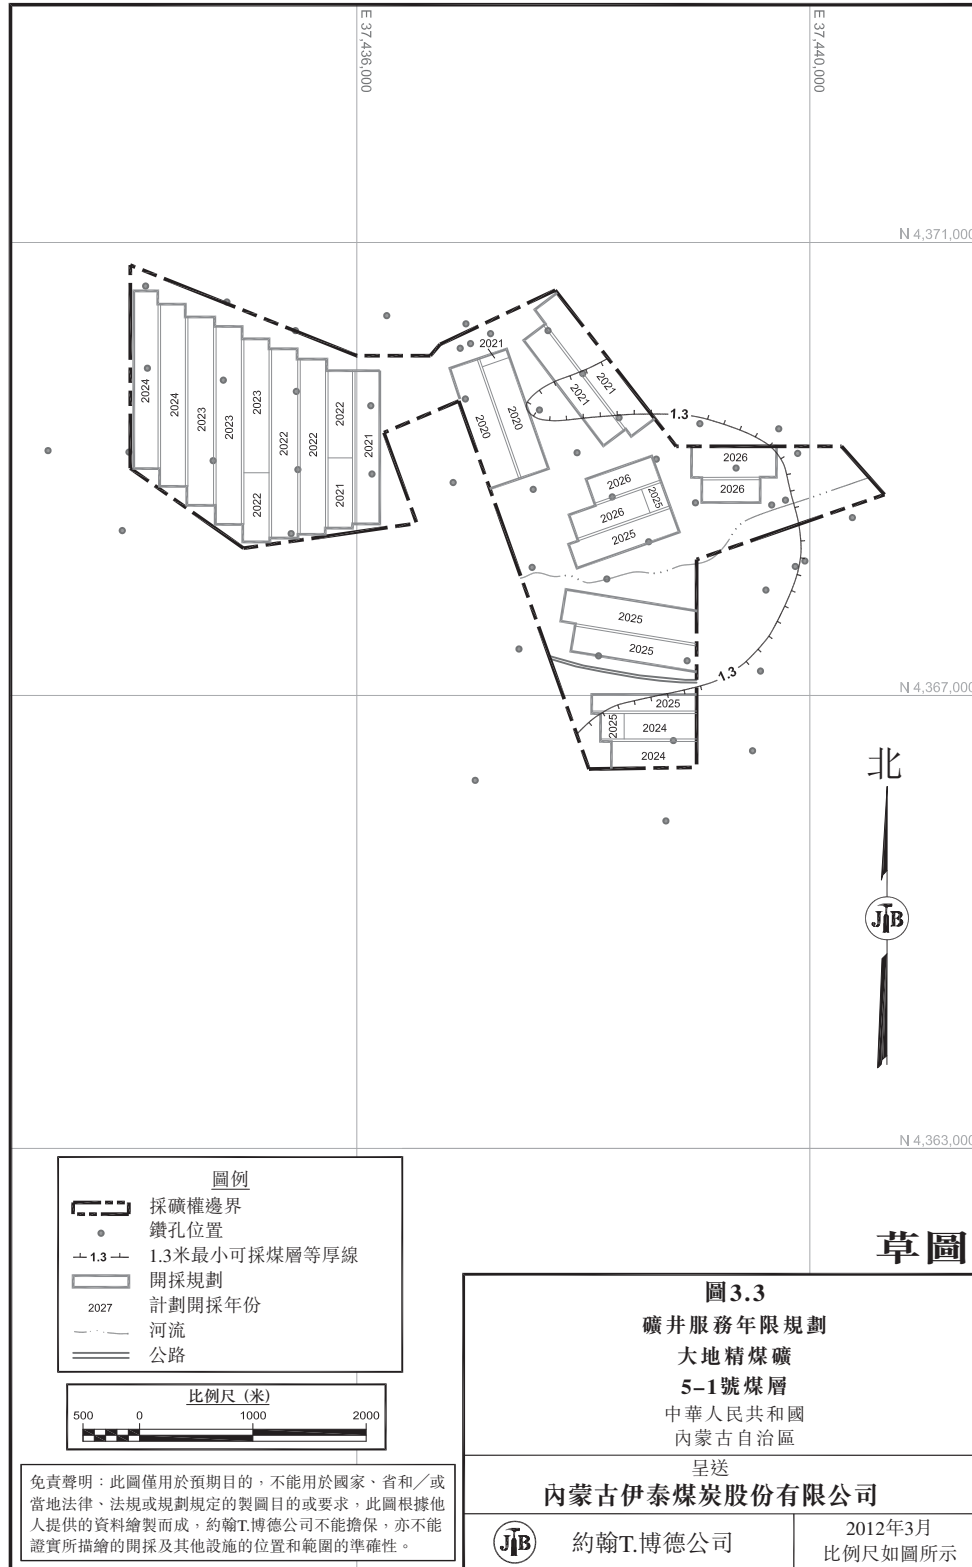 E 37,436,000
E 37,440,000
N 4,371,000
2021
2024
2024
2023
2023
2023
2022
2022
2022
2022
2021
2021
2020
2020
2021
2021
1.3
2026
2026
2026
2025
2026
2025
2025
2025
1.3
N 4,367,000
2025
2025
2024
2024
北
JTB
N 4,363,000
圖例
採礦權邊界
鑽孔位置
1.3 1.3米最小可採煤層等厚線
開採規劃
2027 計劃開採年份
河流
公路
比例尺 (米)
500 0 1000 2000
免責聲明：此圖僅用於預期目的，不能用於國家、省和／或
當地法律、法規或規劃規定的製圖目的或要求，此圖根據他
人提供的資料繪製而成，約翰T.博德公司不能擔保，亦不能
證實所描繪的開採及其他設施的位置和範圍的準確性。
草圖
圖3.3
礦井服務年限規劃
大地精煤礦
5–1號煤層
中華人民共和國
內蒙古自治區
呈送
內蒙古伊泰煤炭股份有限公司
JTB 約翰T.博德公司
2012年3月
比例尺如圖所示